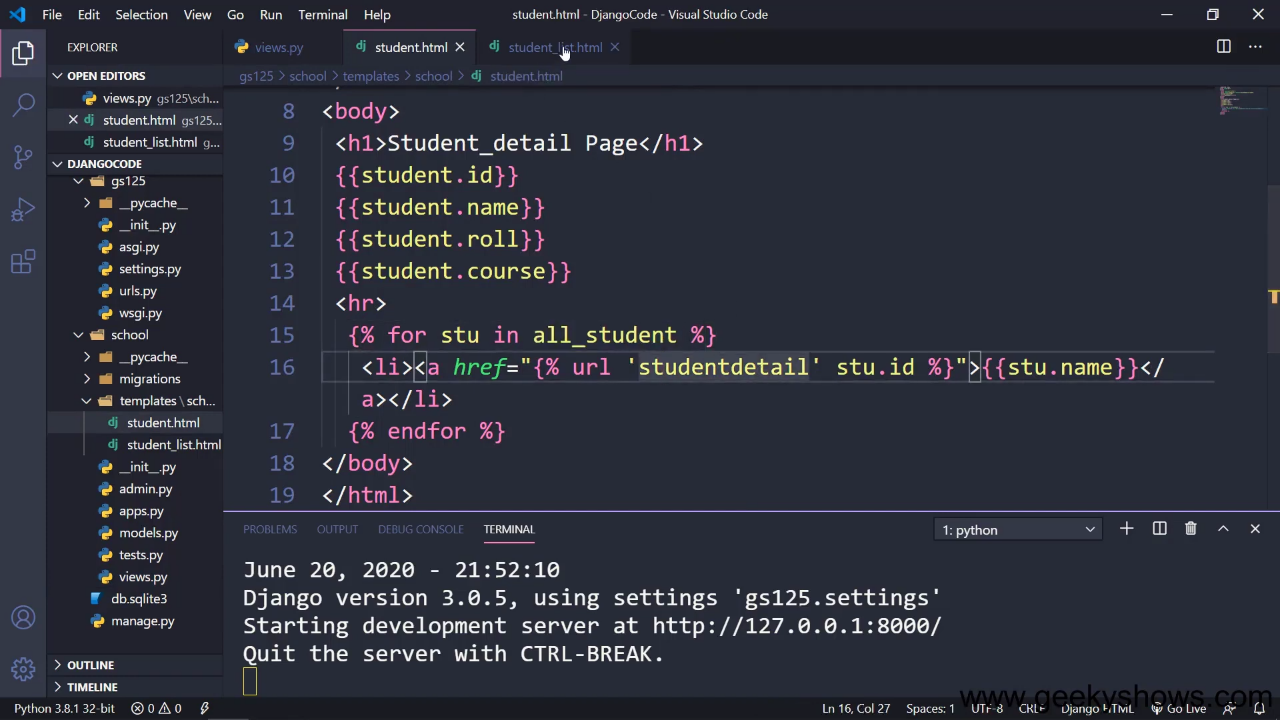 File Edit Selection View Go Run Terminal Help student.html - DjangoCode - Visual Studio Code
EXPLORER views.py student.html student_list.html
OPEN EDITORS gs125 > school > templates > school > student.html
views.py gs125\sch...
student.html gs125...
student_list.html g...
DJANGOCODE
gs125
__pycache__
__init__.py
asgi.py
settings.py
urls.py
wsgi.py
school
__pycache__
migrations
templates \ sch...
student.html
student_list.html
__init__.py
admin.py
apps.py
models.py
tests.py
views.py
db.sqlite3
manage.py
OUTLINE
TIMELINE
8 <body>
9 <h1>Student_detail Page</h1>
10 {{student.id}}
11 {{student.name}}
12 {{student.roll}}
13 {{student.course}}
14 <hr>
15 {% for stu in all_student %}
16 <li><a href="{% url 'studentdetail' stu.id %}">{{stu.name}}</
a></li>
17 {% endfor %}
18 </body>
19 </html>
PROBLEMS OUTPUT DEBUG CONSOLE TERMINAL 1: python
June 20, 2020 - 21:52:10
Django version 3.0.5, using settings 'gs125.settings'
Starting development server at http://127.0.0.1:8000/
Quit the server with CTRL-BREAK.
www.geekyshows.com
Python 3.8.1 32-bit 0 0 Ln 16, Col 27 Spaces: 1 UTF-8 CRLF Django HTML Go Live